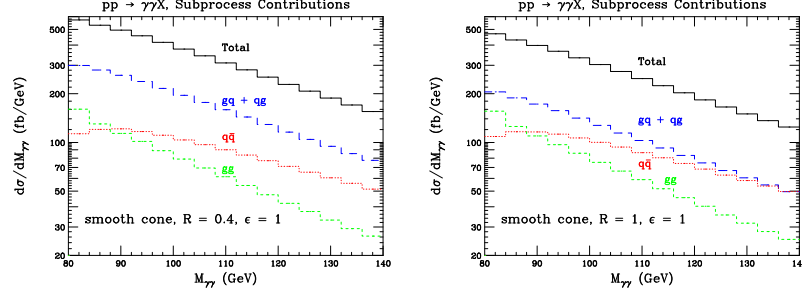 pp → γγX, Subprocess Contributions
dσ/dMγγ (fb/GeV)
500
300
200
100
70
50
30
20
Total
gq + qg
qq̄
gg
smooth cone, R = 0.4, ϵ = 1
80
90
100
110
120
130
140
Mγγ (GeV)
pp → γγX, Subprocess Contributions
dσ/dMγγ (fb/GeV)
500
300
200
100
70
50
30
20
Total
gq + qg
qq̄
gg
smooth cone, R = 1, ϵ = 1
80
90
100
110
120
130
140
Mγγ (GeV)